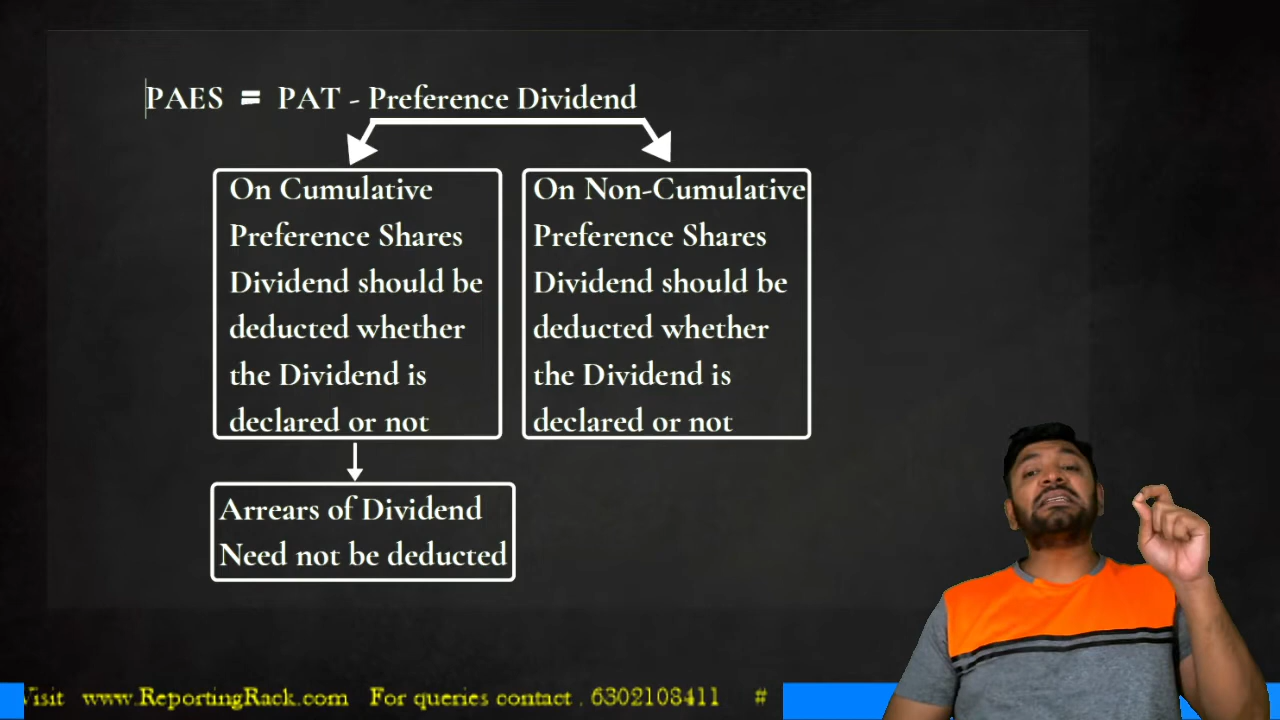 PAES = PAT - Preference Dividend
On Cumulative
Preference Shares
Dividend should be
deducted whether
the Dividend is
declared or not
On Non-Cumulative
Preference Shares
Dividend should be
deducted whether
the Dividend is
declared or not
Arrears of Dividend
Need not be deducted
Visit www.ReportingRack.com For queries contact . 6302108411 #